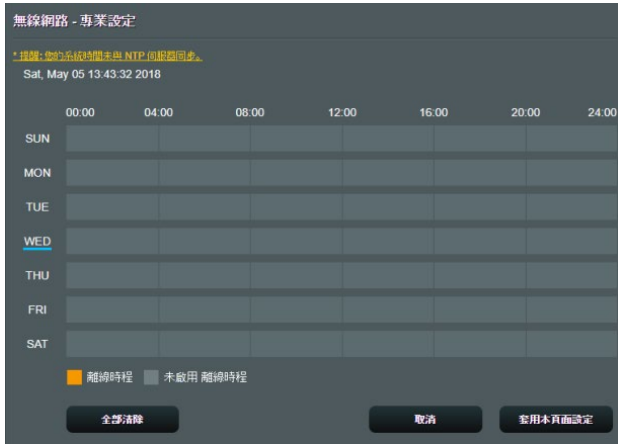 無線網路 - 專業設定
* 提醒:您的系統時間未與 NTP 伺服器同步。
Sat, May 05 13:43:32 2018
00:00 04:00 08:00 12:00 16:00 20:00 24:00
SUN
MON
TUE
WED
THU
FRI
SAT
離線時程 未啟用 離線時程
全部清除 取消 套用本頁面設定